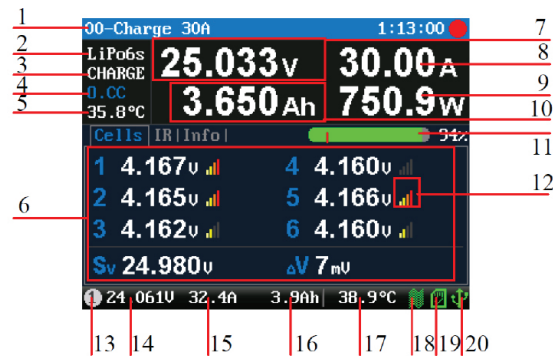 1
00-Charge 30A 1:13:00
7
2
LiPo6s 25.033V 30.00A
8
3
CHARGE
4
0.CC 3.650Ah 750.9W
9
5
35.8°C
10
Cells IR|Info| 94%
11
1 4.167V 4 4.160V
12
2 4.165V 5 4.166V
6
3 4.162V 6 4.160V
Sv 24.980V ΔV 7mV
1 24.061V 32.4A 3.9Ah| 38.9°C
13 14 15 16 17 18 19 20